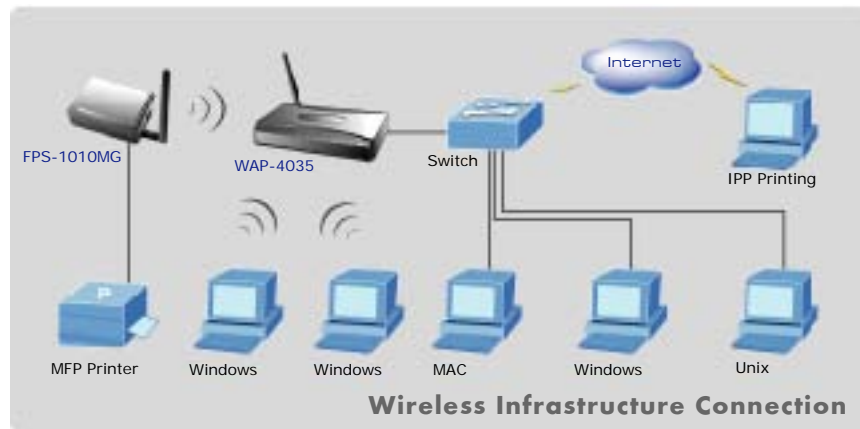 Internet
FPS-1010MG
WAP-4035
Switch
IPP Printing
P
MFP Printer
Windows
Windows
MAC
Windows
Unix
Wireless Infrastructure Connection